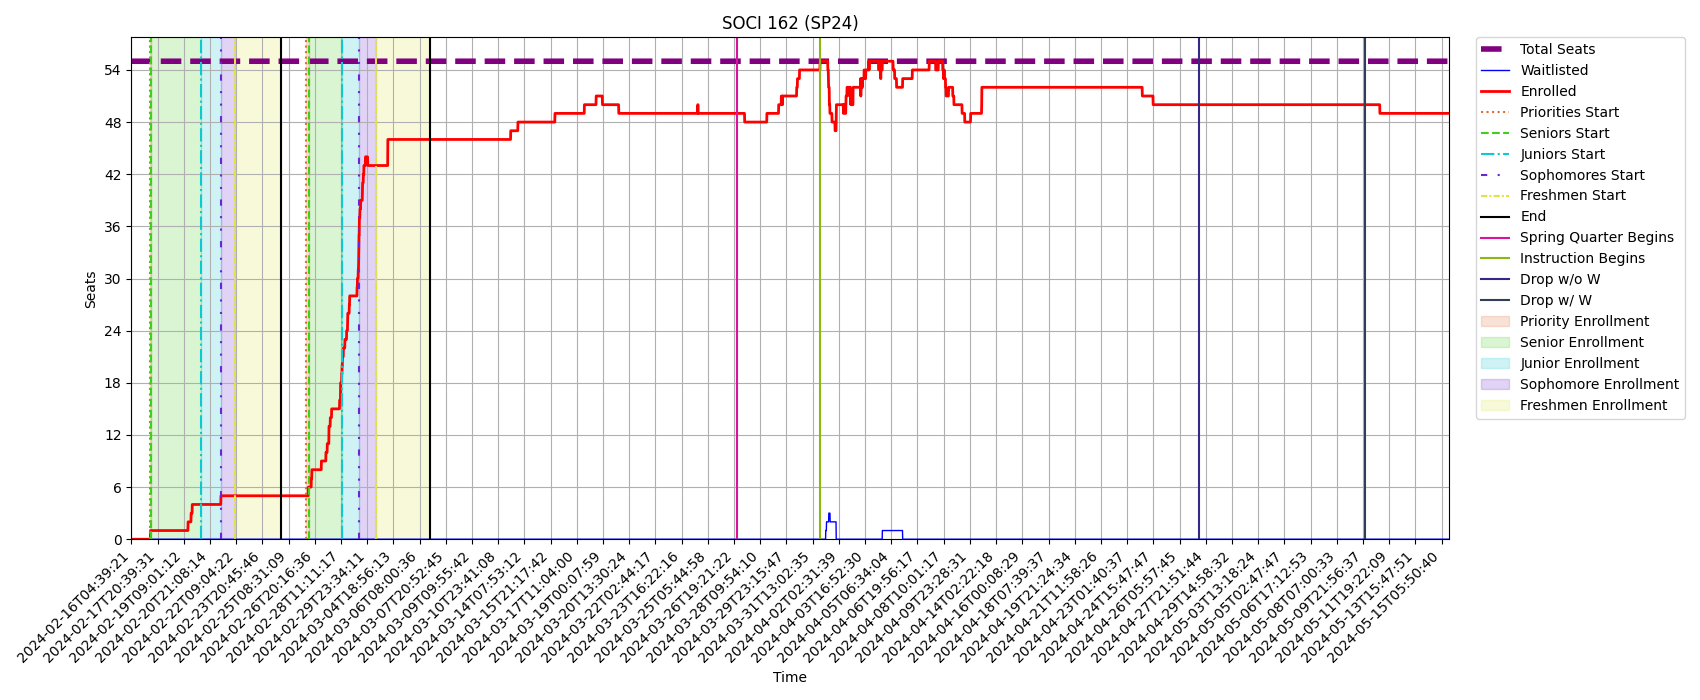 SOCI 162 (SP24)
Seats
54
48
42
36
30
24
18
12
6
0
2024-02-16T04:39:21
2024-02-17T20:39:31
2024-02-19T09:01:12
2024-02-20T21:08:14
2024-02-22T09:04:22
2024-02-23T20:45:46
2024-02-25T08:31:09
2024-02-26T20:16:36
2024-02-28T11:11:17
2024-02-29T23:34:11
2024-03-04T18:56:13
2024-03-06T08:00:36
2024-03-07T20:52:45
2024-03-09T09:55:42
2024-03-10T23:41:08
2024-03-14T07:53:12
2024-03-15T21:17:42
2024-03-17T11:04:00
2024-03-19T00:07:59
2024-03-20T13:30:24
2024-03-22T02:44:17
2024-03-23T16:22:16
2024-03-25T05:44:58
2024-03-26T19:21:22
2024-03-28T09:54:10
2024-03-29T23:15:47
2024-03-31T13:02:35
2024-04-02T02:31:39
2024-04-03T16:52:30
2024-04-05T06:34:04
2024-04-06T19:56:17
2024-04-08T10:01:17
2024-04-09T23:28:31
2024-04-14T02:22:18
2024-04-16T00:08:29
2024-04-18T07:39:37
2024-04-19T21:24:34
2024-04-21T11:58:26
2024-04-23T01:40:37
2024-04-24T15:47:47
2024-04-26T05:57:45
2024-04-27T21:51:44
2024-04-29T14:58:32
2024-05-03T13:18:24
2024-05-05T02:47:47
2024-05-06T17:12:53
2024-05-08T07:00:33
2024-05-09T21:56:37
2024-05-11T19:22:09
2024-05-13T15:47:51
2024-05-15T05:50:40
Time
Total Seats
Waitlisted
Enrolled
Priorities Start
Seniors Start
Juniors Start
Sophomores Start
Freshmen Start
End
Spring Quarter Begins
Instruction Begins
Drop w/o W
Drop w/ W
Priority Enrollment
Senior Enrollment
Junior Enrollment
Sophomore Enrollment
Freshmen Enrollment